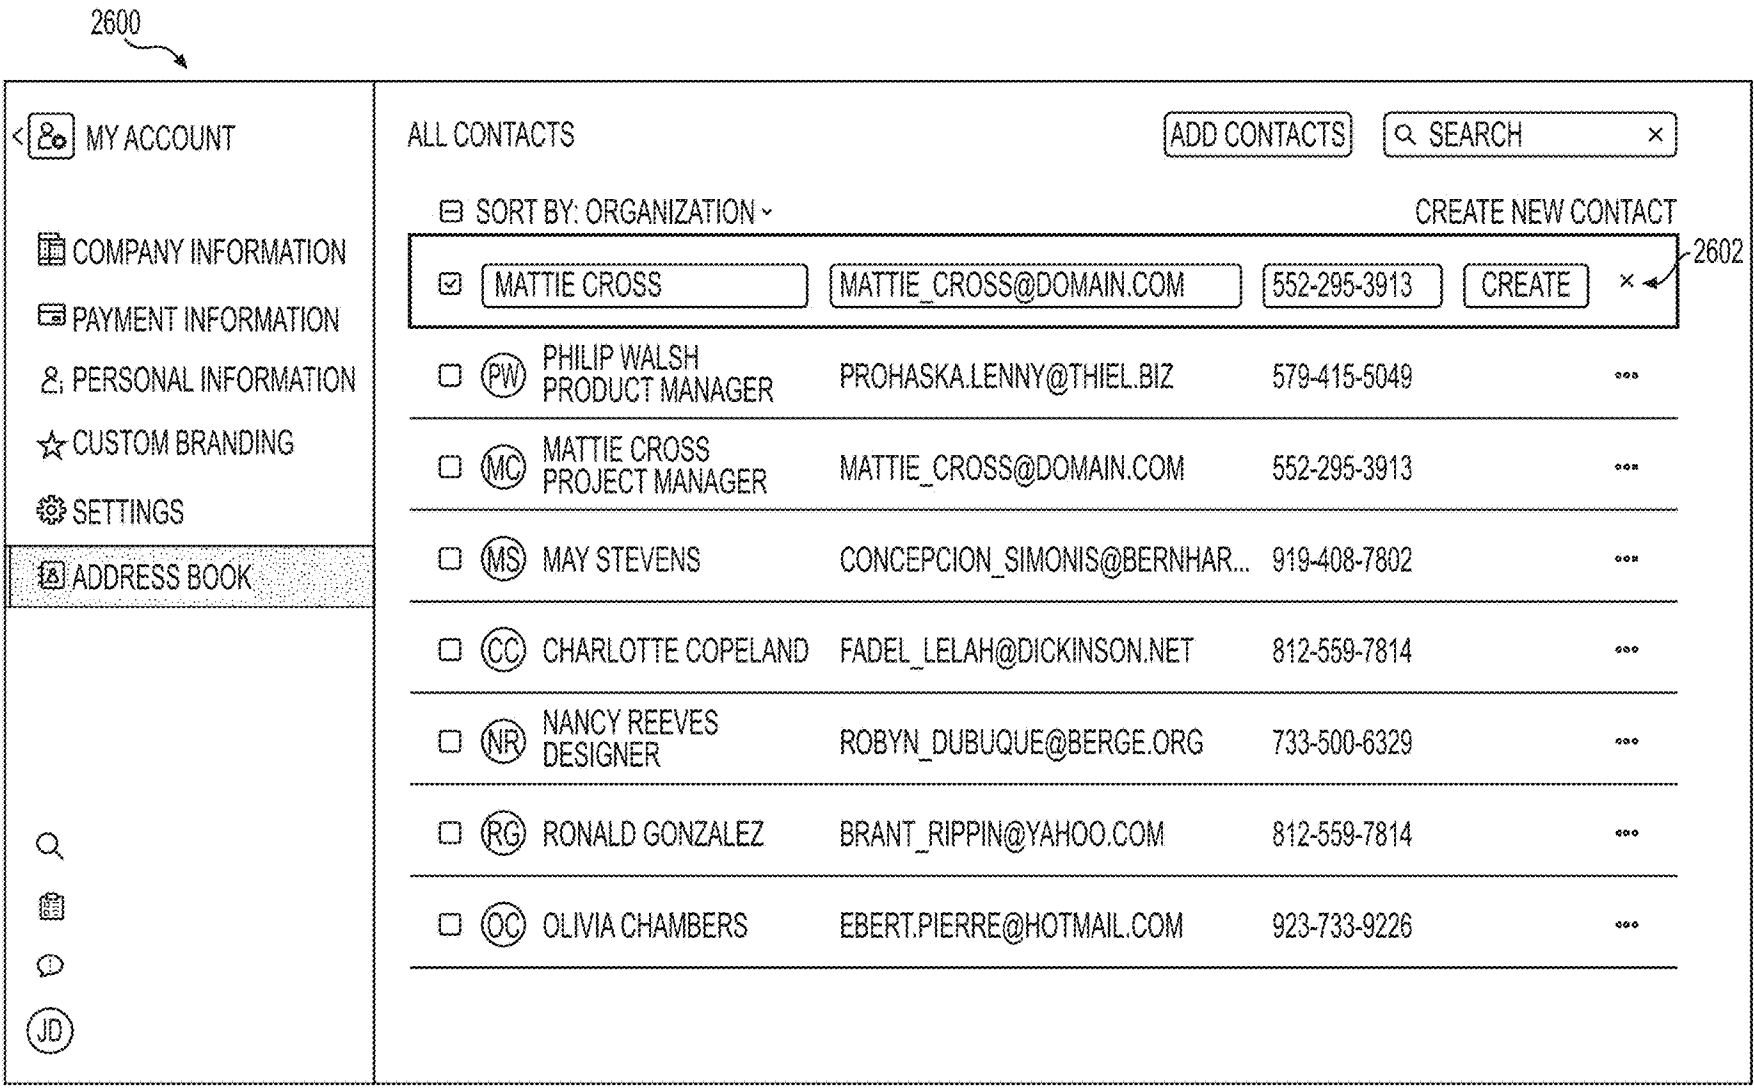 2600
< MY ACCOUNT
COMPANY INFORMATION
PAYMENT INFORMATION
PERSONAL INFORMATION
CUSTOM BRANDING
SETTINGS
ADDRESS BOOK
JD
ALL CONTACTS ADD CONTACTS SEARCH ×
SORT BY: ORGANIZATION CREATE NEW CONTACT
MATTIE CROSS MATTIE_CROSS@DOMAIN.COM 552-295-3913 CREATE × 2602
PW PHILIP WALSH
PRODUCT MANAGER PROHASKA.LENNY@THIEL.BIZ 579-415-5049
MC MATTIE CROSS
PROJECT MANAGER MATTIE_CROSS@DOMAIN.COM 552-295-3913
MS MAY STEVENS CONCEPCION_SIMONIS@BERNHAR... 919-408-7802
CC CHARLOTTE COPELAND FADEL_LELAH@DICKINSON.NET 812-559-7814
NR NANCY REEVES
DESIGNER ROBYN_DUBUQUE@BERGE.ORG 733-500-6329
RG RONALD GONZALEZ BRANT_RIPPIN@YAHOO.COM 812-559-7814
OC OLIVIA CHAMBERS EBERT.PIERRE@HOTMAIL.COM 923-733-9226